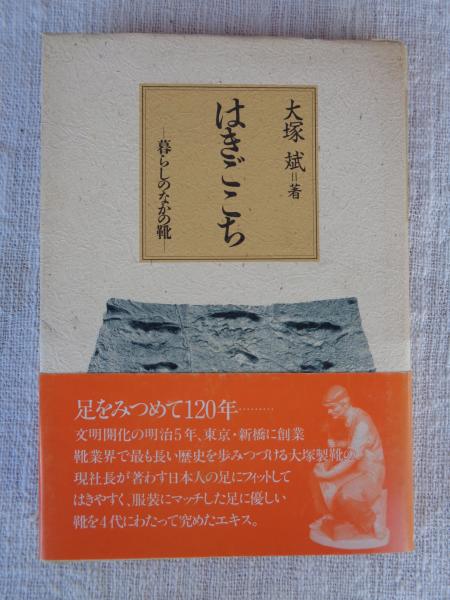 大塚 斌=著
はきごこち
―暮らしのなかの靴―
足をみつめて120年………
文明開化の明治5年、東京・新橋に創業
靴業界で最も長い歴史を歩みつづける大塚製靴の
現社長が著わす日本人の足にフィットして
はきやすく、服装にマッチした足に優しい
靴を4代にわたって究めたエキス。